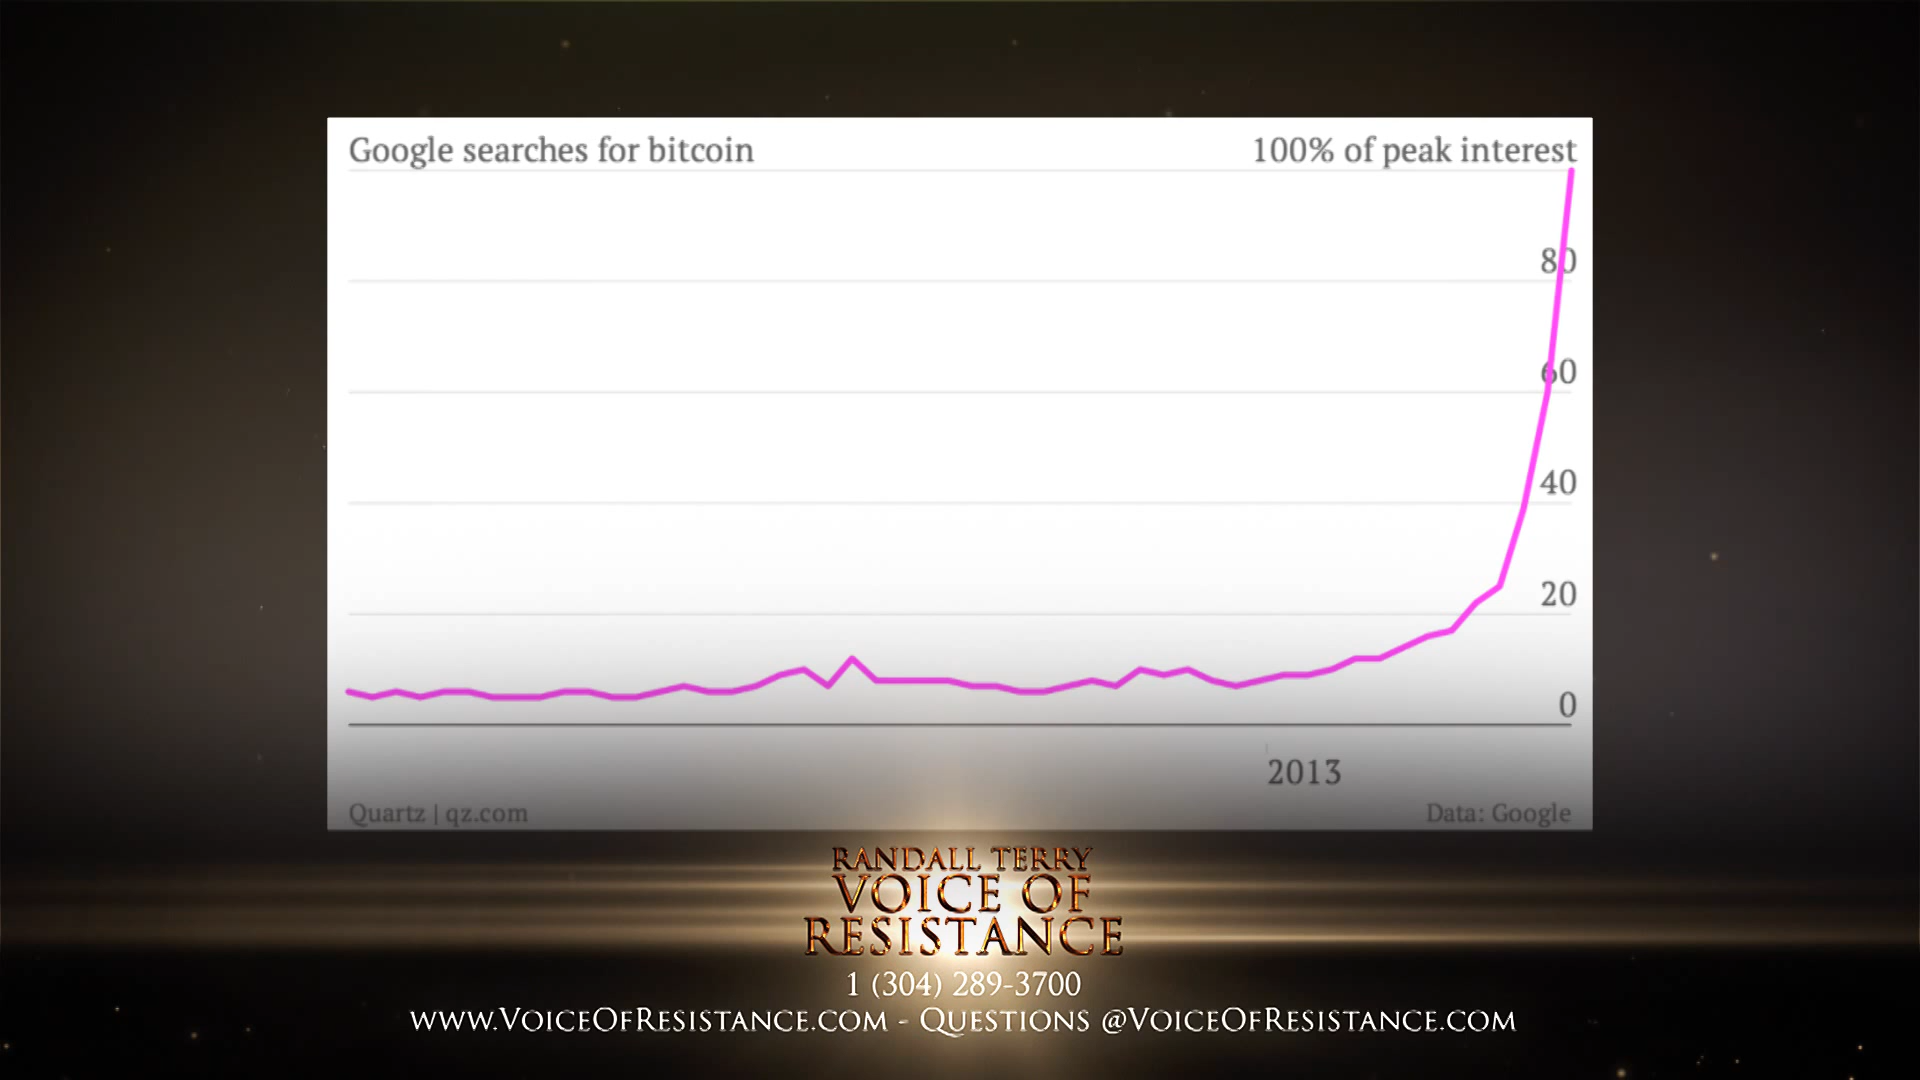 Google searches for bitcoin
100% of peak interest
80
60
40
20
0
2013
Quartz | qz.com
Data: Google
RANDALL TERRY
VOICE OF
RESISTANCE
1 (304) 289-3700
www.VoiceOfResistance.com - Questions @VoiceOfResistance.com